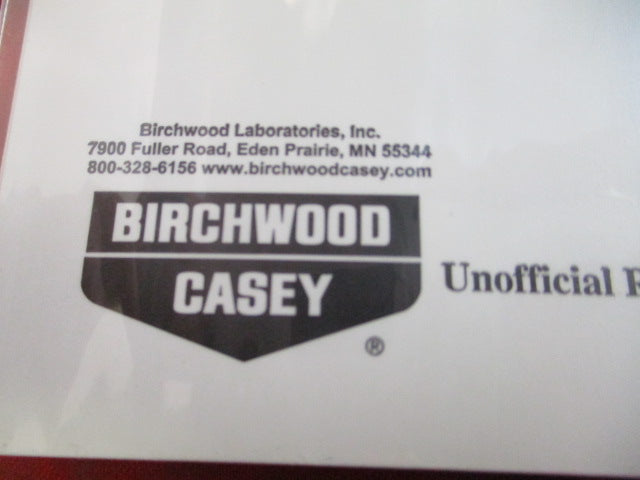 Birchwood Laboratories, Inc.
7900 Fuller Road, Eden Prairie, MN 55344
800-328-6156 www.birchwoodcasey.com
BIRCHWOOD
CASEY
®
Unofficial